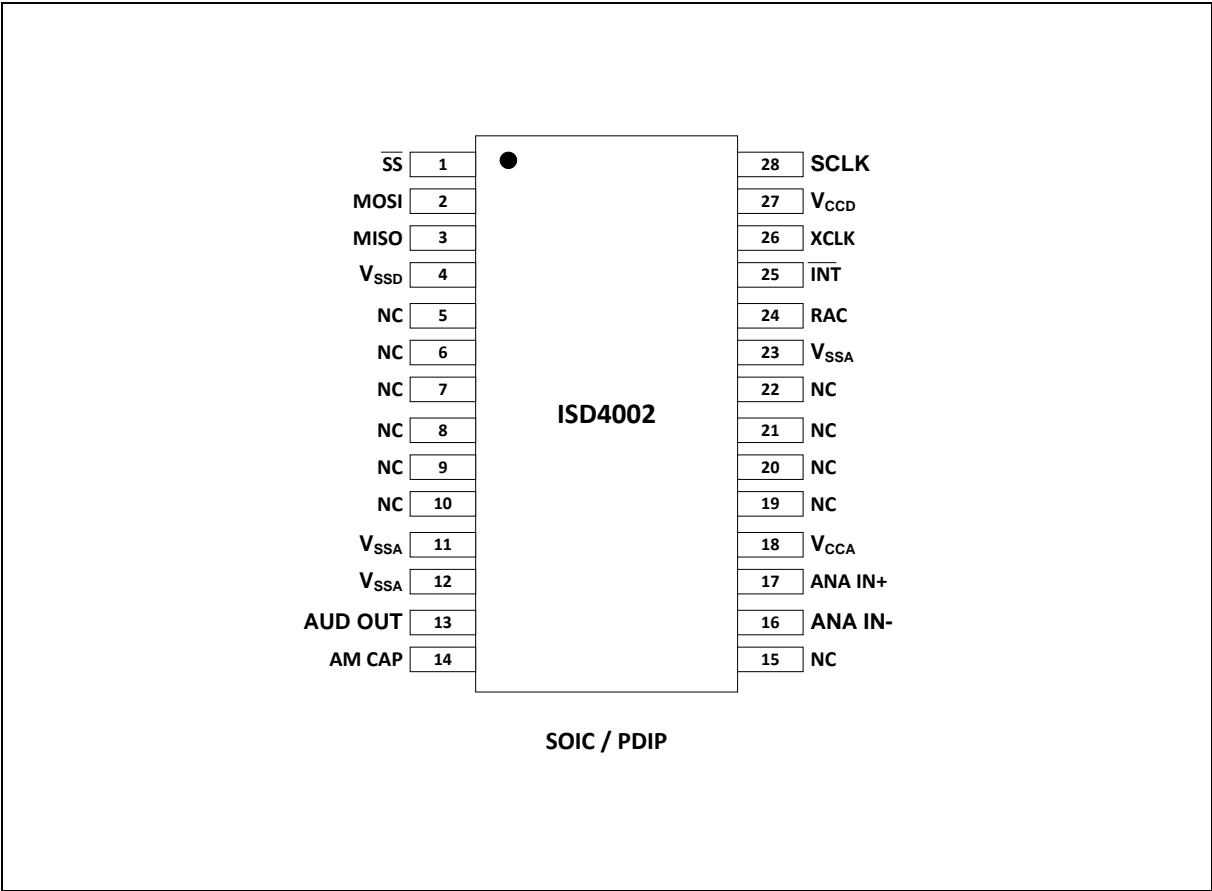 S̅S̅ 1 28 SCLK
MOSI 2 27 VCCD
MISO 3 26 XCLK
VSSD 4 25 I̅N̅T̅
NC 5 24 RAC
NC 6 23 VSSA
NC 7 22 NC
ISD4002
NC 8 21 NC
NC 9 20 NC
NC 10 19 NC
VSSA 11 18 VCCA
VSSA 12 17 ANA IN+
AUD OUT 13 16 ANA IN-
AM CAP 14 15 NC
SOIC / PDIP